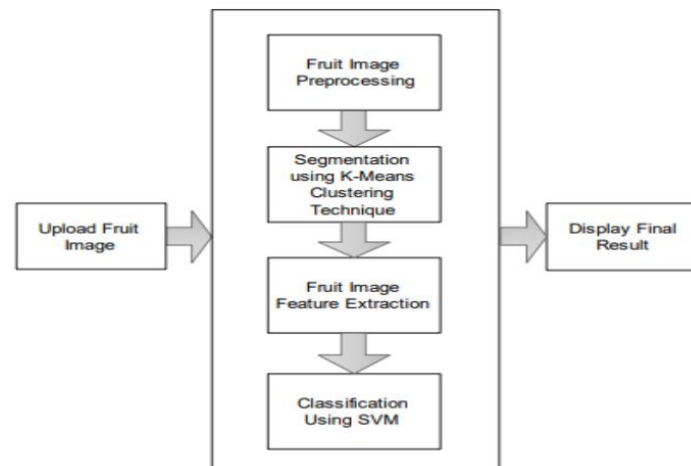 Upload Fruit
Image
Fruit Image
Preprocessing
Segmentation
using K-Means
Clustering
Technique
Fruit Image
Feature Extraction
Classification
Using SVM
Display Final
Result